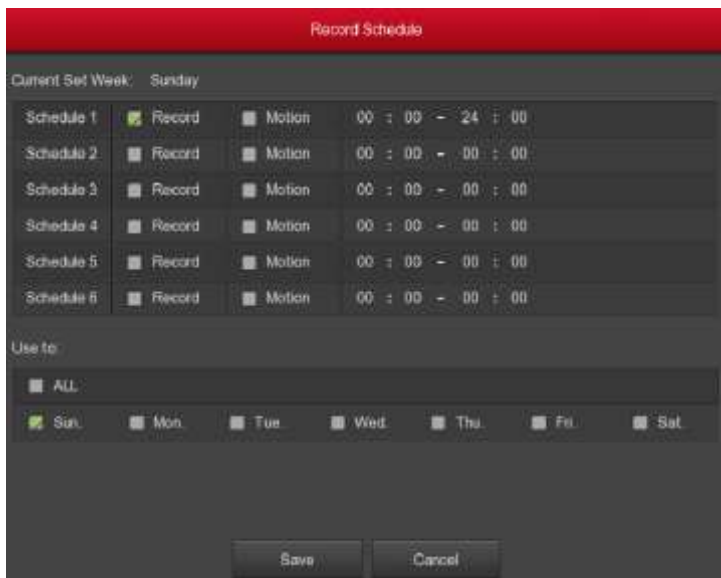 Record Schedule
Current Set Week: Sunday
Schedule 1 Record Motion 00 : 00 - 24 : 00
Schedule 2 Record Motion 00 : 00 - 00 : 00
Schedule 3 Record Motion 00 : 00 - 00 : 00
Schedule 4 Record Motion 00 : 00 - 00 : 00
Schedule 5 Record Motion 00 : 00 - 00 : 00
Schedule 6 Record Motion 00 : 00 - 00 : 00
Use to:
ALL
Sun. Mon. Tue. Wed. Thu. Fri. Sat.
Save Cancel